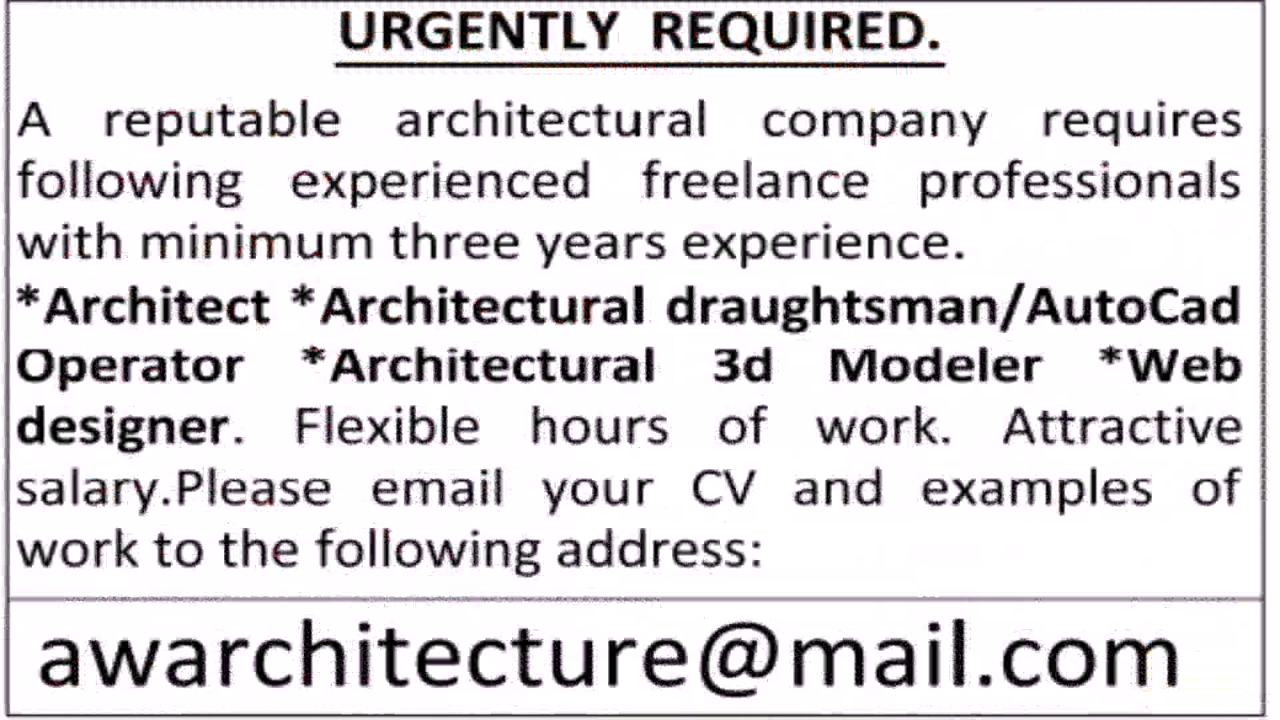 URGENTLY REQUIRED.
A reputable architectural company requires
following experienced freelance professionals
with minimum three years experience.
*Architect *Architectural draughtsman/AutoCad
Operator *Architectural 3d Modeler *Web
designer. Flexible hours of work. Attractive
salary.Please email your CV and examples of
work to the following address:
awarchitecture@mail.com